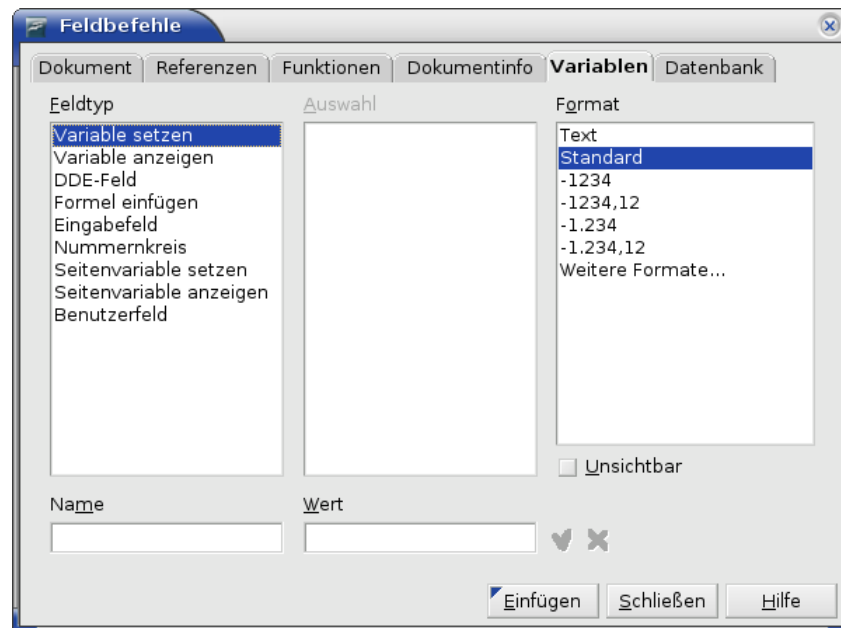 Feldbefehle
Dokument Referenzen Funktionen Dokumentinfo Variablen Datenbank
Feldtyp Auswahl Format
Variable setzen
Variable anzeigen
DDE-Feld
Formel einfügen
Eingabefeld
Nummernkreis
Seitenvariable setzen
Seitenvariable anzeigen
Benutzerfeld
Text
Standard
-1234
-1234,12
-1.234
-1.234,12
Weitere Formate...
Unsichtbar
Name Wert
Einfügen Schließen Hilfe